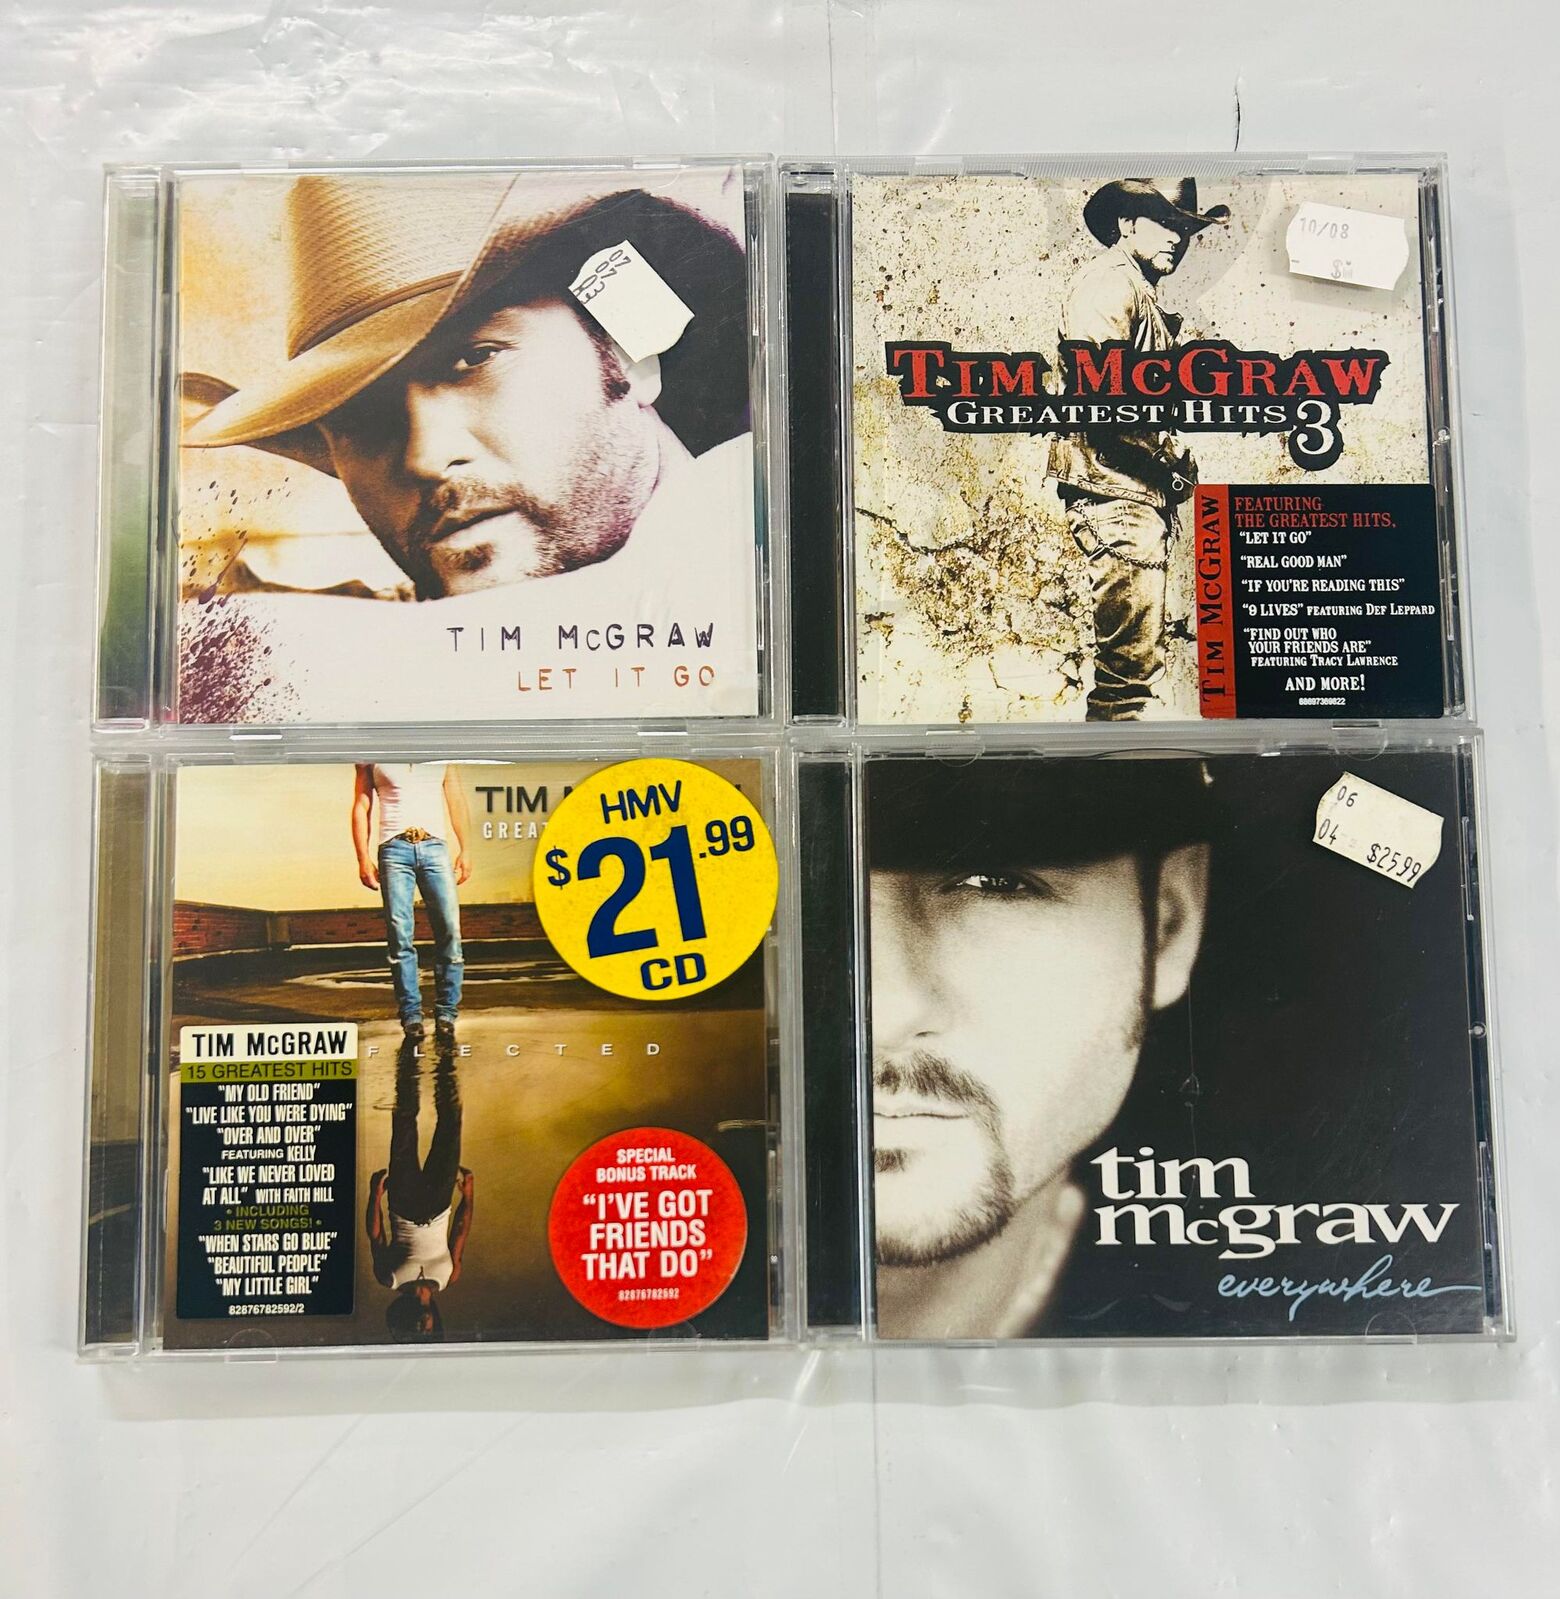 07
07
TIM McGRAW
LET IT GO
10/08
$
TIM McGRAW
GREATEST HITS 3
TIM McGRAW
FEATURING
THE GREATEST HITS,
"LET IT GO"
"REAL GOOD MAN"
"IF YOU'RE READING THIS"
"9 LIVES" FEATURING DEF LEPPARD
"FIND OUT WHO
YOUR FRIENDS ARE"
FEATURING TRACY LAWRENCE
AND MORE!
88697369822
TIM
GREAT
HMV
$21.99
CD
FLECTED
TIM McGRAW
15 GREATEST HITS
"MY OLD FRIEND"
"LIVE LIKE YOU WERE DYING"
"OVER AND OVER"
FEATURING KELLY
"LIKE WE NEVER LOVED
AT ALL" WITH FAITH HILL
• INCLUDING
3 NEW SONGS! •
"WHEN STARS GO BLUE"
"BEAUTIFUL PEOPLE"
"MY LITTLE GIRL"
82876782592/2
SPECIAL
BONUS TRACK
"I'VE GOT
FRIENDS
THAT DO"
82876782592
06
04 $25.99
tim
mcgraw
everywhere